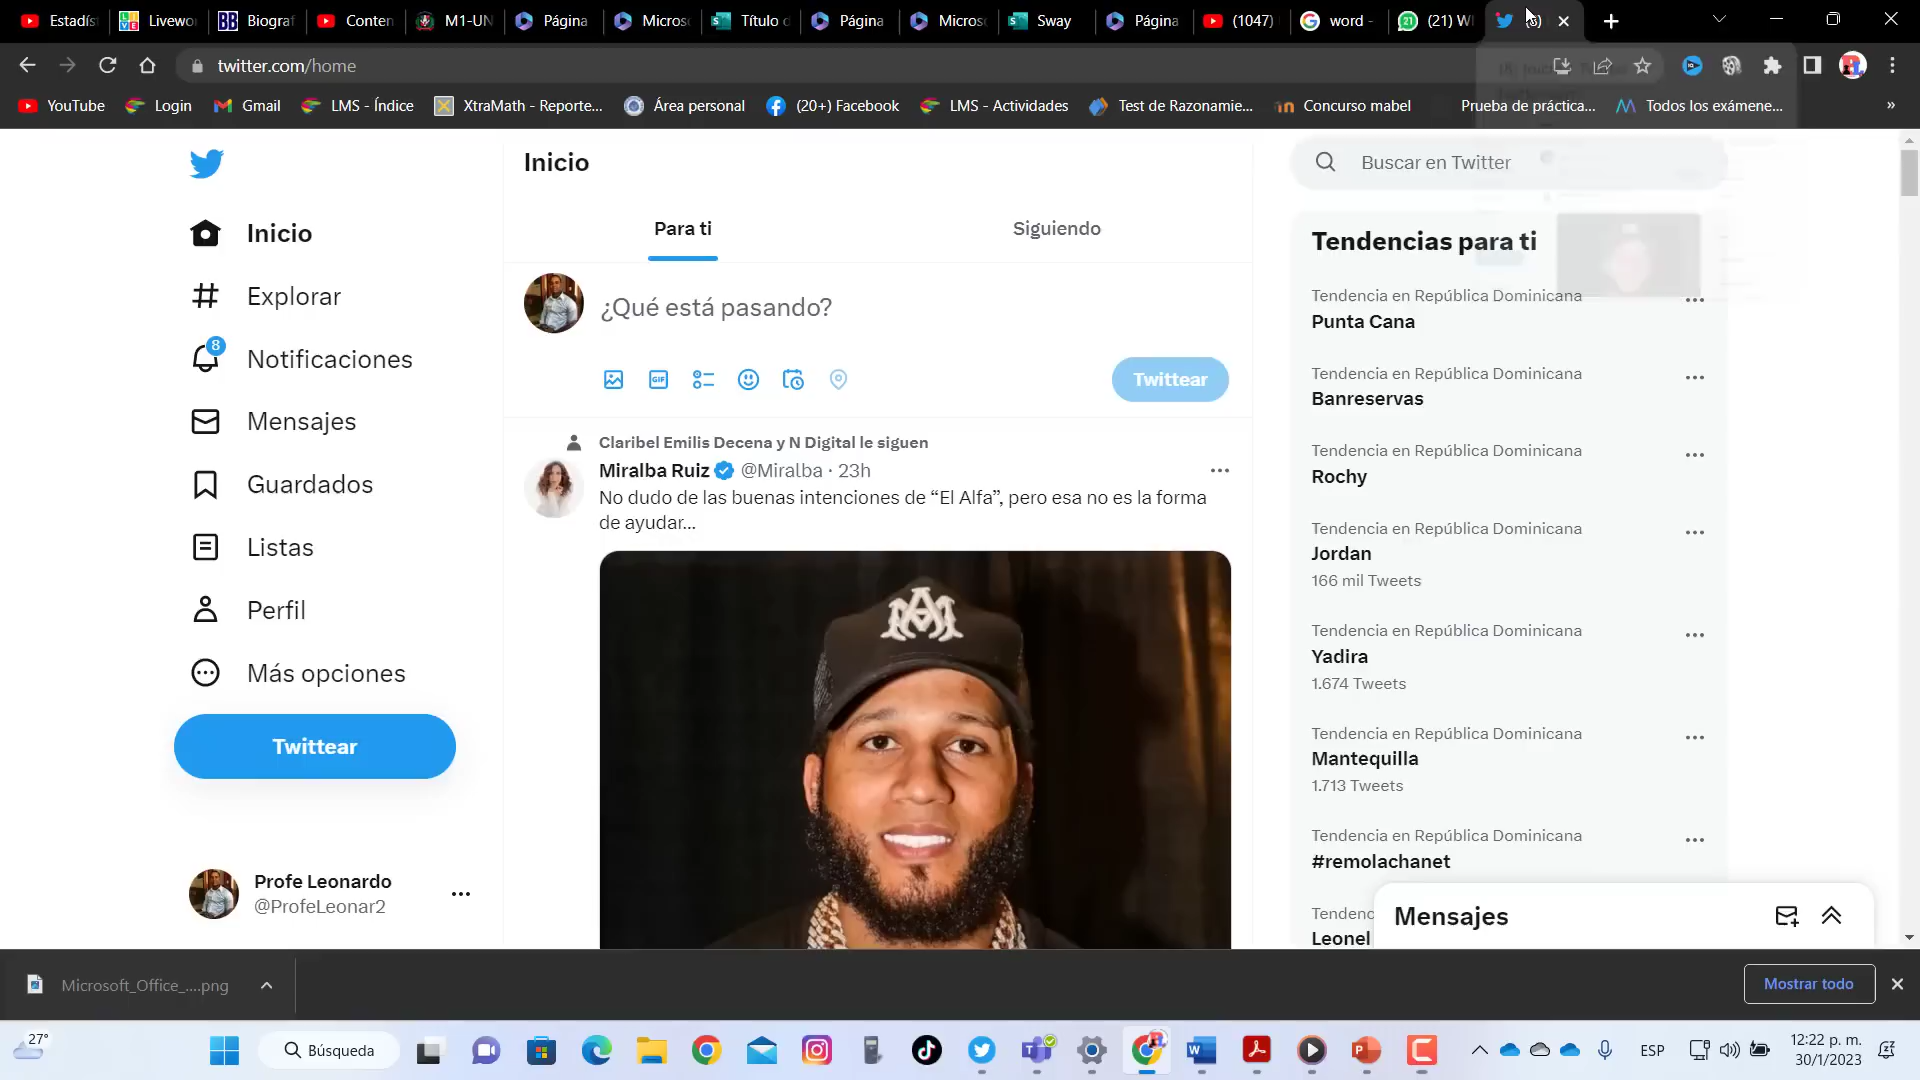 Estadís
Livewo
Biograf
Conten
M1-UN
Página
Micros
Título d
Página
Micros
Sway
Página
(1047)
word -
(21) W
twitter.com/home
YouTube
Login
Gmail
LMS - Índice
XtraMath - Reporte...
Área personal
(20+) Facebook
LMS - Actividades
Test de Razonamie...
Concurso mabel
Prueba de práctica...
Todos los exámene...
»
Inicio
Explorar
8
Notificaciones
Mensajes
Guardados
Listas
Perfil
Más opciones
Twittear
Profe Leonardo
@ProfeLeonar2
Inicio
Para ti
Siguiendo
¿Qué está pasando?
GIF
Twittear
Claribel Emilis Decena y N Digital le siguen
Miralba Ruiz @Miralba · 23h
No dudo de las buenas intenciones de “El Alfa”, pero esa no es la forma
de ayudar...
Buscar en Twitter
Tendencias para ti
Tendencia en República Dominicana
Punta Cana
Tendencia en República Dominicana
Banreservas
Tendencia en República Dominicana
Rochy
Tendencia en República Dominicana
Jordan
166 mil Tweets
Tendencia en República Dominicana
Yadira
1.674 Tweets
Tendencia en República Dominicana
Mantequilla
1.713 Tweets
Tendencia en República Dominicana
#remolachanet
Tendenc
Leonel
Mensajes
Microsoft_Office_....png
Mostrar todo
27°
Búsqueda
ESP
12:22 p. m.
30/1/2023